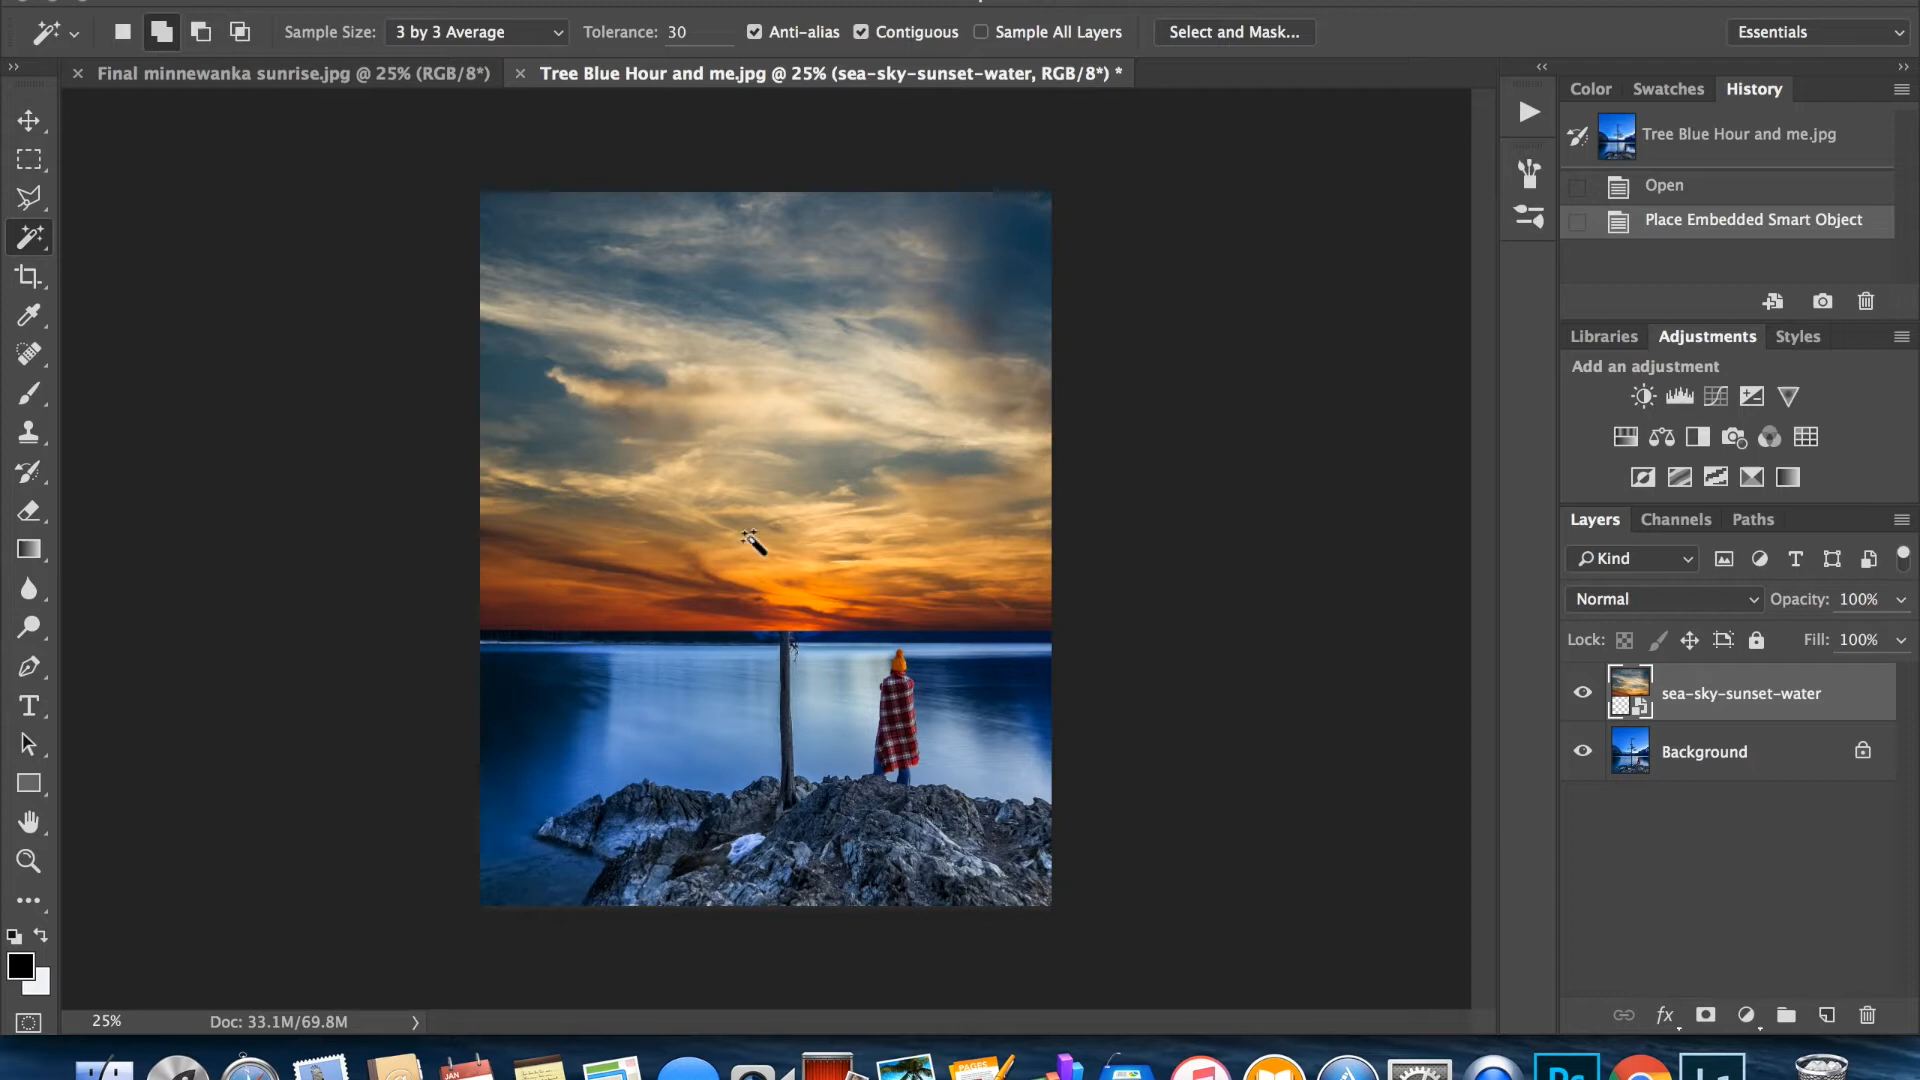 Sample Size: 3 by 3 Average Tolerance: 30 Anti-alias Contiguous Sample All Layers Select and Mask... Essentials
Final minnewanka sunrise.jpg @ 25% (RGB/8*) Tree Blue Hour and me.jpg @ 25% (sea-sky-sunset-water, RGB/8*) *
Color Swatches History
Tree Blue Hour and me.jpg
Open
Place Embedded Smart Object
Libraries Adjustments Styles
Add an adjustment
Layers Channels Paths
Kind
Normal Opacity: 100%
Lock: Fill: 100%
sea-sky-sunset-water
Background
fx
25% Doc: 33.1M/69.8M
JAN
PAGES
Ps